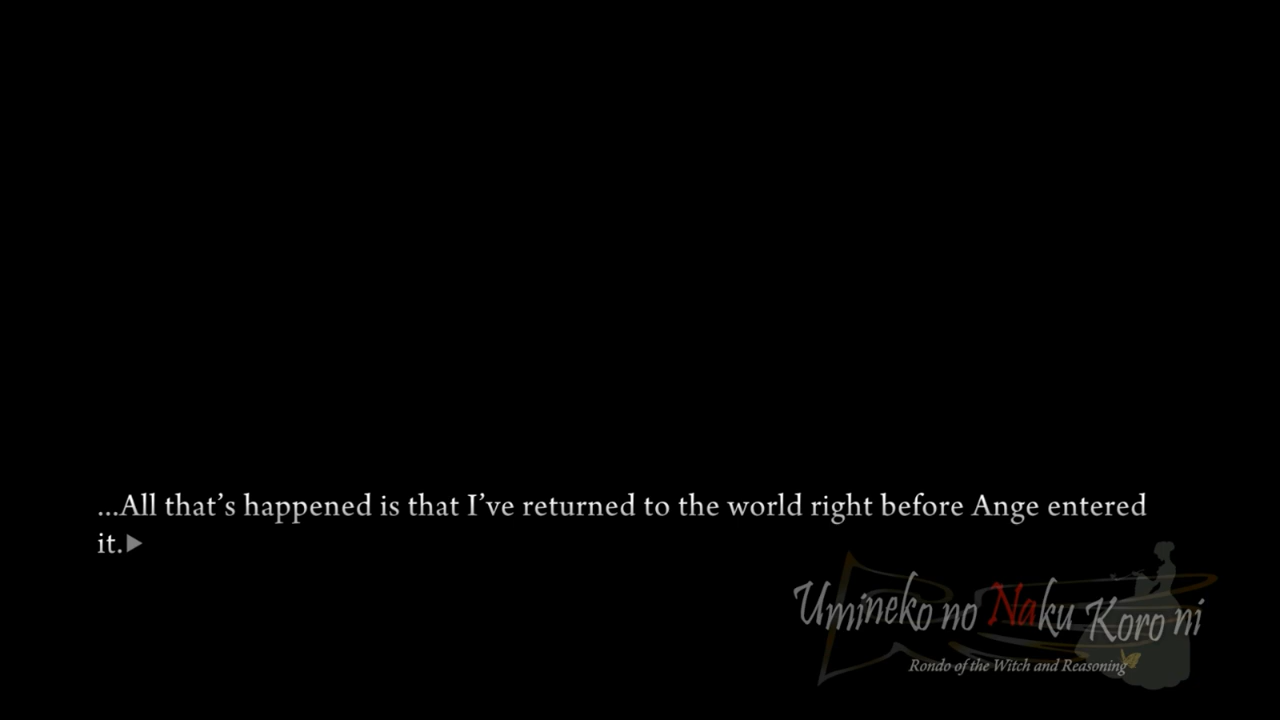 ...All that’s happened is that I’ve returned to the world right before Ange entered
it.
Umineko no Naku Koro ni
Rondo of the Witch and Reasoning